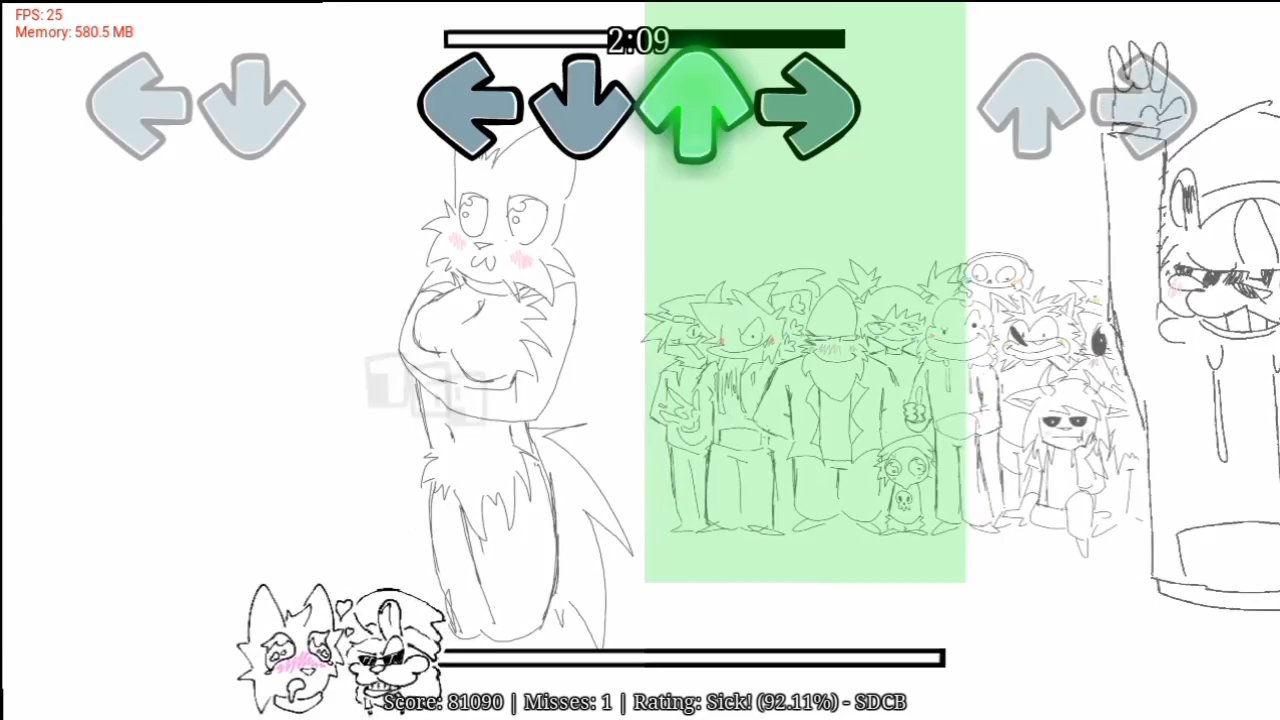 FPS: 25
Memory: 580.5 MB
2:09
Score: 81090 | Misses: 1 | Rating: Sick! (92.11%) - SDCB